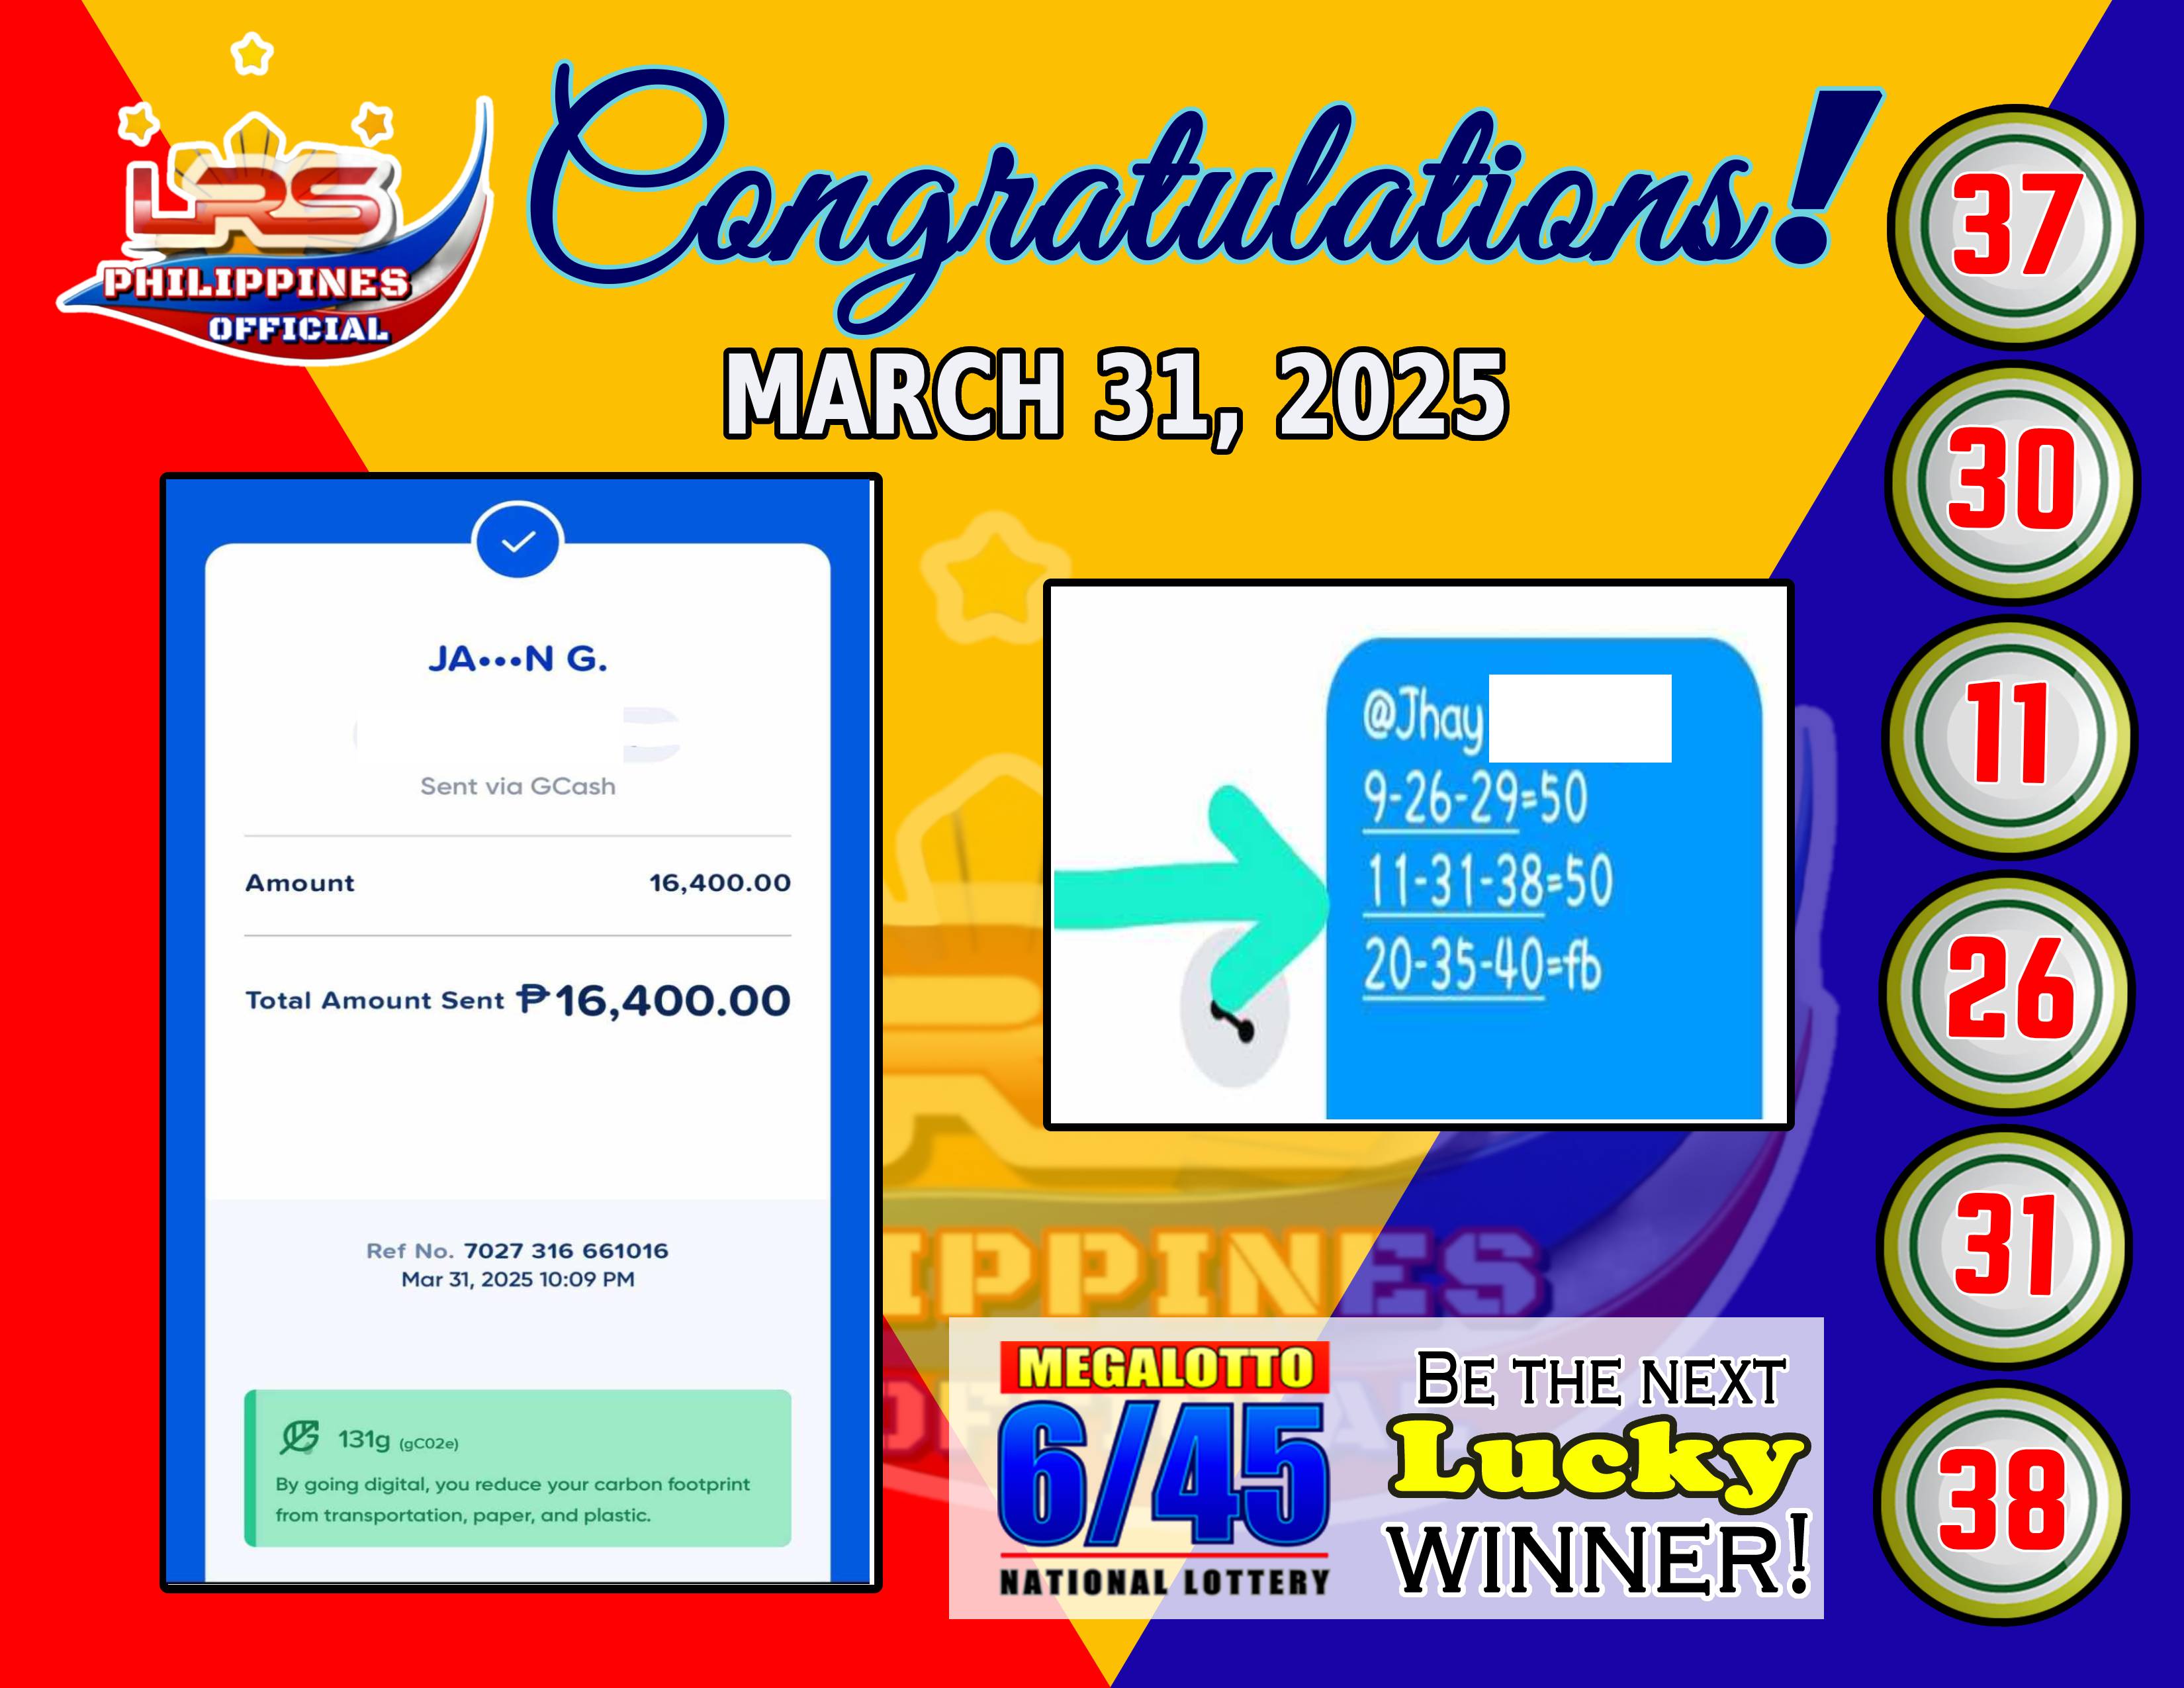 LRS
PHILIPPINES
OFFICIAL
Congratulations!
MARCH 31, 2025
JA•••N G.
Sent via GCash
Amount 16,400.00
Total Amount Sent ₱16,400.00
Ref No. 7027 316 661016
Mar 31, 2025 10:09 PM
131g (gCO2e)
By going digital, you reduce your carbon footprint
from transportation, paper, and plastic.
@Jhay
9-26-29=50
11-31-38=50
20-35-40=fb
IPPINES
MEGALOTTO
6/45
NATIONAL LOTTERY
BE THE NEXT
Lucky
WINNER!
37
30
11
26
31
38